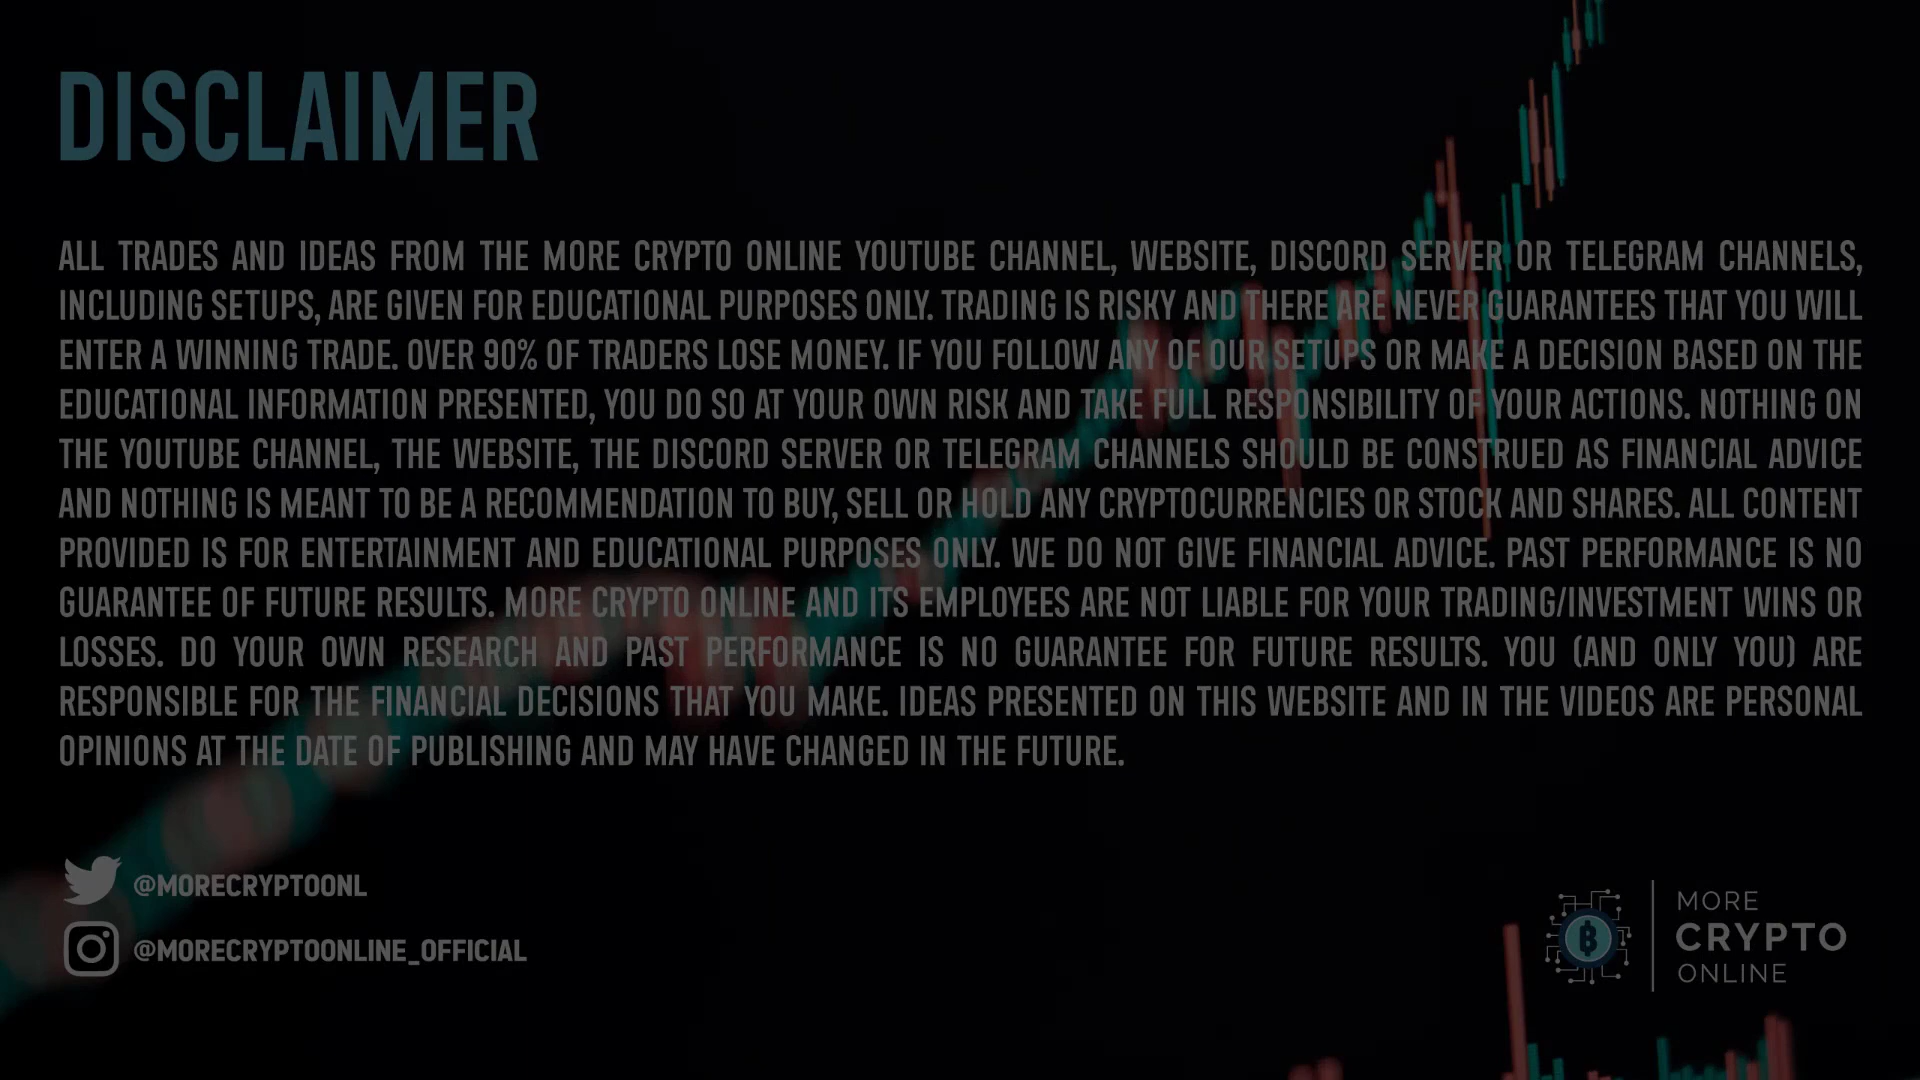 DISCLAIMER
ALL TRADES AND IDEAS FROM THE MORE CRYPTO ONLINE YOUTUBE CHANNEL, WEBSITE, DISCORD SERVER OR TELEGRAM CHANNELS,
INCLUDING SETUPS, ARE GIVEN FOR EDUCATIONAL PURPOSES ONLY. TRADING IS RISKY AND THERE ARE NEVER GUARANTEES THAT YOU WILL
ENTER A WINNING TRADE. OVER 90% OF TRADERS LOSE MONEY. IF YOU FOLLOW ANY OF OUR SETUPS OR MAKE A DECISION BASED ON THE
EDUCATIONAL INFORMATION PRESENTED, YOU DO SO AT YOUR OWN RISK AND TAKE FULL RESPONSIBILITY OF YOUR ACTIONS. NOTHING ON
THE YOUTUBE CHANNEL, THE WEBSITE, THE DISCORD SERVER OR TELEGRAM CHANNELS SHOULD BE CONSTRUED AS FINANCIAL ADVICE
AND NOTHING IS MEANT TO BE A RECOMMENDATION TO BUY, SELL OR HOLD ANY CRYPTOCURRENCIES OR STOCK AND SHARES. ALL CONTENT
PROVIDED IS FOR ENTERTAINMENT AND EDUCATIONAL PURPOSES ONLY. WE DO NOT GIVE FINANCIAL ADVICE. PAST PERFORMANCE IS NO
GUARANTEE OF FUTURE RESULTS. MORE CRYPTO ONLINE AND ITS EMPLOYEES ARE NOT LIABLE FOR YOUR TRADING/INVESTMENT WINS OR
LOSSES. DO YOUR OWN RESEARCH AND PAST PERFORMANCE IS NO GUARANTEE FOR FUTURE RESULTS. YOU (AND ONLY YOU) ARE
RESPONSIBLE FOR THE FINANCIAL DECISIONS THAT YOU MAKE. IDEAS PRESENTED ON THIS WEBSITE AND IN THE VIDEOS ARE PERSONAL
OPINIONS AT THE DATE OF PUBLISHING AND MAY HAVE CHANGED IN THE FUTURE.
@MORECRYPTOONL
@MORECRYPTOONLINE_OFFICIAL
MORE
CRYPTO
ONLINE